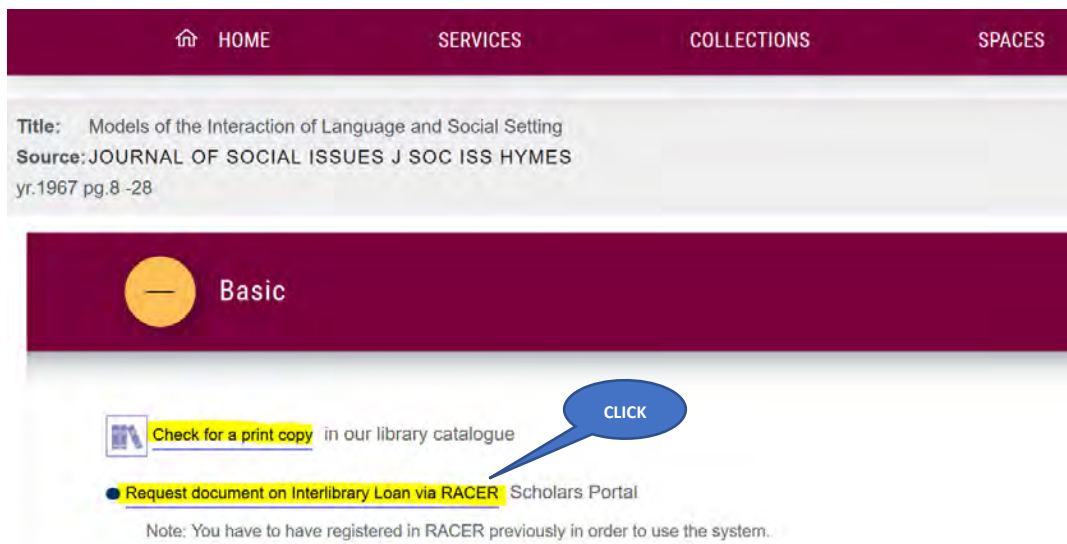 HOME SERVICES COLLECTIONS SPACES
Title: Models of the Interaction of Language and Social Setting
Source: JOURNAL OF SOCIAL ISSUES J SOC ISS HYMES
yr.1967 pg.8 -28
Basic
CLICK
Check for a print copy in our library catalogue
Request document on Interlibrary Loan via RACER Scholars Portal
Note: You have to have registered in RACER previously in order to use the system.